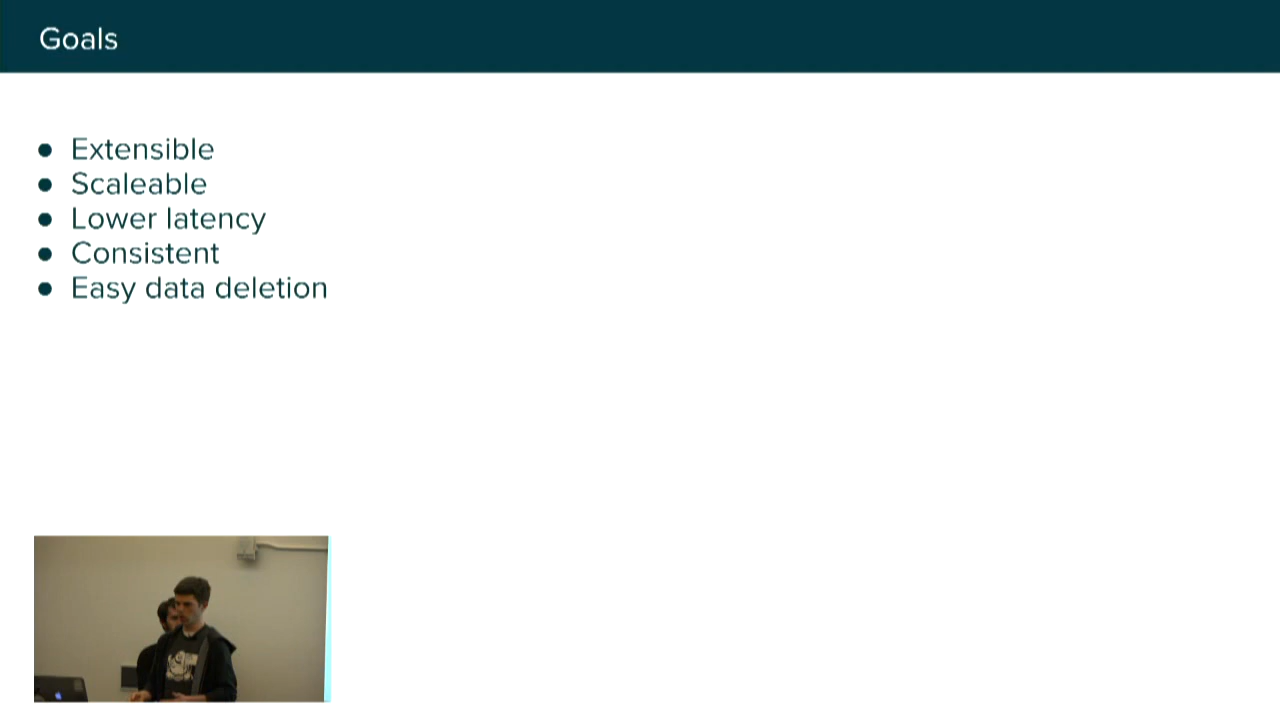 Goals
● Extensible
● Scaleable
● Lower latency
● Consistent
● Easy data deletion